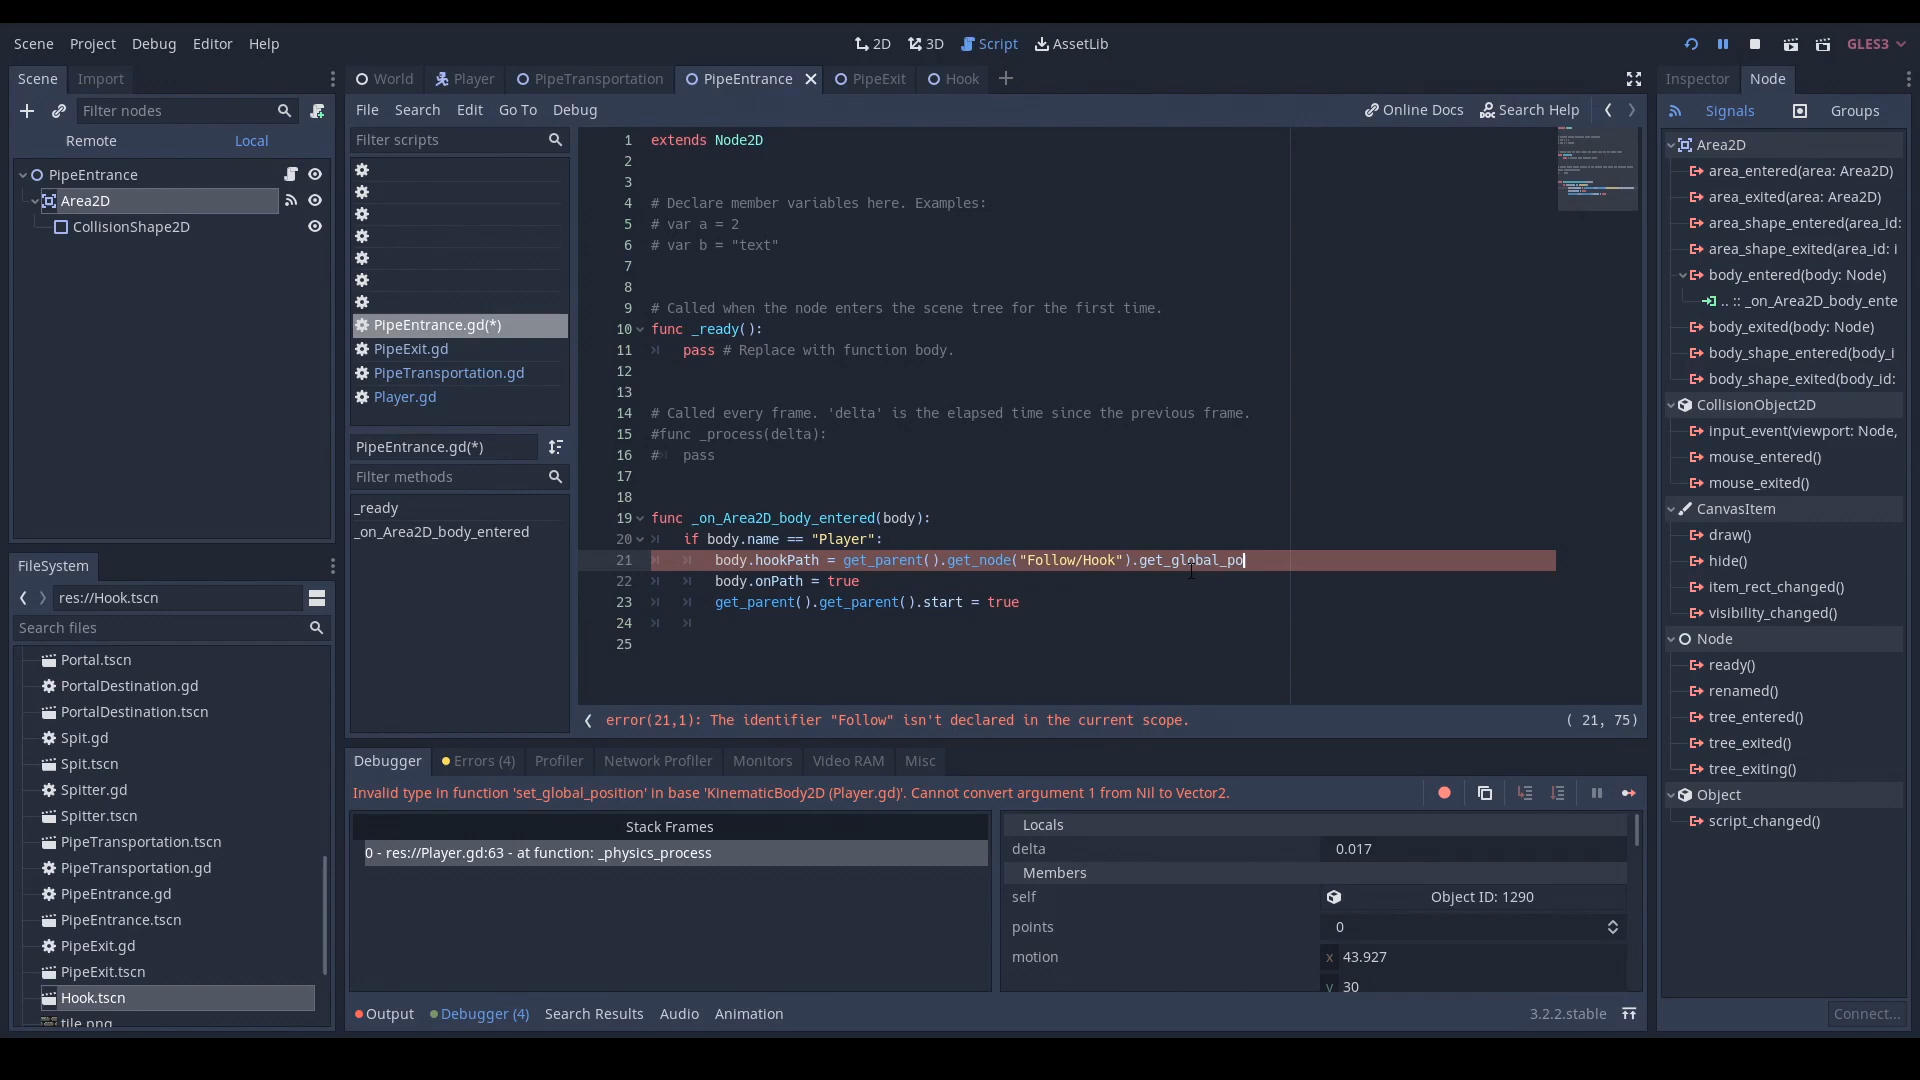 Scene Project Debug Editor Help
2D 3D Script AssetLib
GLES3
Scene Import
World Player PipeTransportation PipeEntrance PipeExit Hook
Inspector Node
Filter nodes
File Search Edit Go To Debug
Online Docs Search Help
Signals Groups
Remote Local
Filter scripts
PipeEntrance
Area2D
CollisionShape2D
PipeEntrance.gd(*)
PipeExit.gd
PipeTransportation.gd
Player.gd
PipeEntrance.gd(*)
Filter methods
_ready
_on_Area2D_body_entered
1 extends Node2D
2
3
4 # Declare member variables here. Examples:
5 # var a = 2
6 # var b = "text"
7
8
9 # Called when the node enters the scene tree for the first time.
10 func _ready():
11 pass # Replace with function body.
12
13
14 # Called every frame. 'delta' is the elapsed time since the previous frame.
15 #func _process(delta):
16 # pass
17
18
19 func _on_Area2D_body_entered(body):
20 if body.name == "Player":
21 body.hookPath = get_parent().get_node("Follow/Hook").get_global_po
22 body.onPath = true
23 get_parent().get_parent().start = true
24
25
error(21,1): The identifier "Follow" isn't declared in the current scope.
( 21, 75)
Area2D
area_entered(area: Area2D)
area_exited(area: Area2D)
area_shape_entered(area_id:
area_shape_exited(area_id: i
body_entered(body: Node)
.. :: _on_Area2D_body_ente
body_exited(body: Node)
body_shape_entered(body_i
body_shape_exited(body_id:
CollisionObject2D
input_event(viewport: Node,
mouse_entered()
mouse_exited()
CanvasItem
draw()
hide()
item_rect_changed()
visibility_changed()
Node
ready()
renamed()
tree_entered()
tree_exited()
tree_exiting()
Object
script_changed()
Connect...
FileSystem
res://Hook.tscn
Search files
Portal.tscn
PortalDestination.gd
PortalDestination.tscn
Spit.gd
Spit.tscn
Spitter.gd
Spitter.tscn
PipeTransportation.tscn
PipeTransportation.gd
PipeEntrance.gd
PipeEntrance.tscn
PipeExit.gd
PipeExit.tscn
Hook.tscn
tile.png
Debugger Errors (4) Profiler Network Profiler Monitors Video RAM Misc
Invalid type in function 'set_global_position' in base 'KinematicBody2D (Player.gd)'. Cannot convert argument 1 from Nil to Vector2.
Stack Frames
0 - res://Player.gd:63 - at function: _physics_process
Locals
delta 0.017
Members
self Object ID: 1290
points 0
motion x 43.927
y 30
Output Debugger (4) Search Results Audio Animation
3.2.2.stable